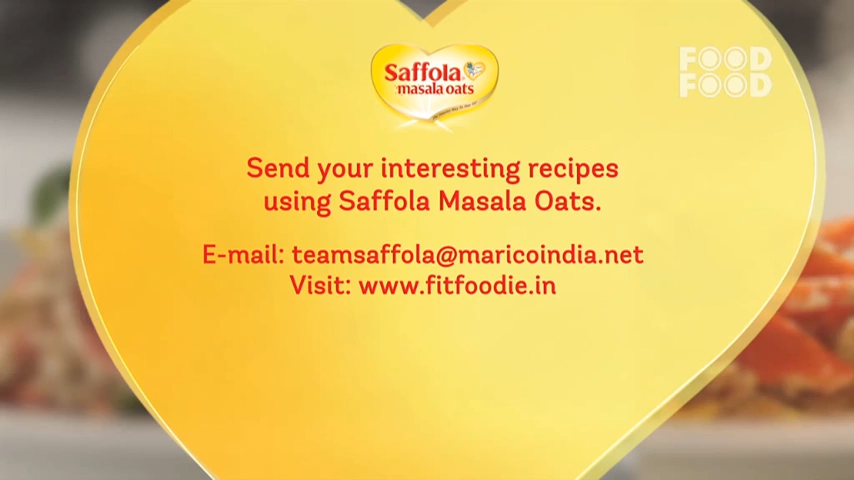 Saffola
masala oats
FOOD
FOOD
Send your interesting recipes
using Saffola Masala Oats.
E-mail: teamsaffola@maricoindia.net
Visit: www.fitfoodie.in